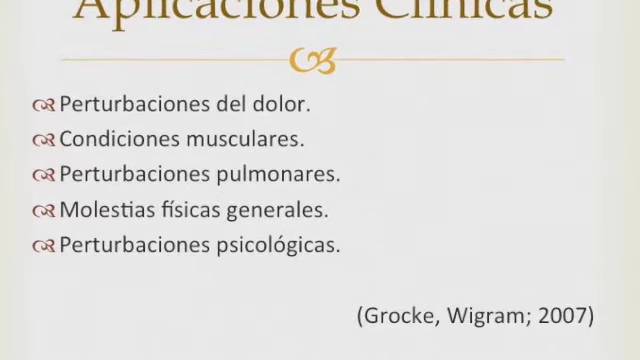 Aplicaciones Clínicas
Perturbaciones del dolor.
Condiciones musculares.
Perturbaciones pulmonares.
Molestias físicas generales.
Perturbaciones psicológicas.
(Grocke, Wigram; 2007)